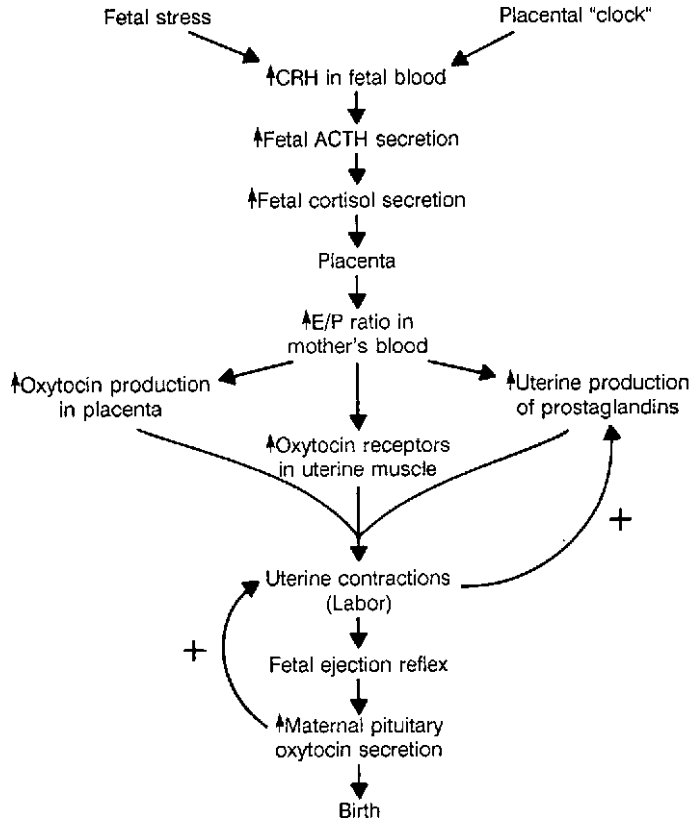 Fetal stress
Placental "clock"
↑CRH in fetal blood
↑Fetal ACTH secretion
↑Fetal cortisol secretion
Placenta
↑E/P ratio in
mother's blood
↑Oxytocin production
in placenta
↑Uterine production
of prostaglandins
↑Oxytocin receptors
in uterine muscle
+
Uterine contractions
(Labor)
+
Fetal ejection reflex
↑Maternal pituitary
oxytocin secretion
Birth